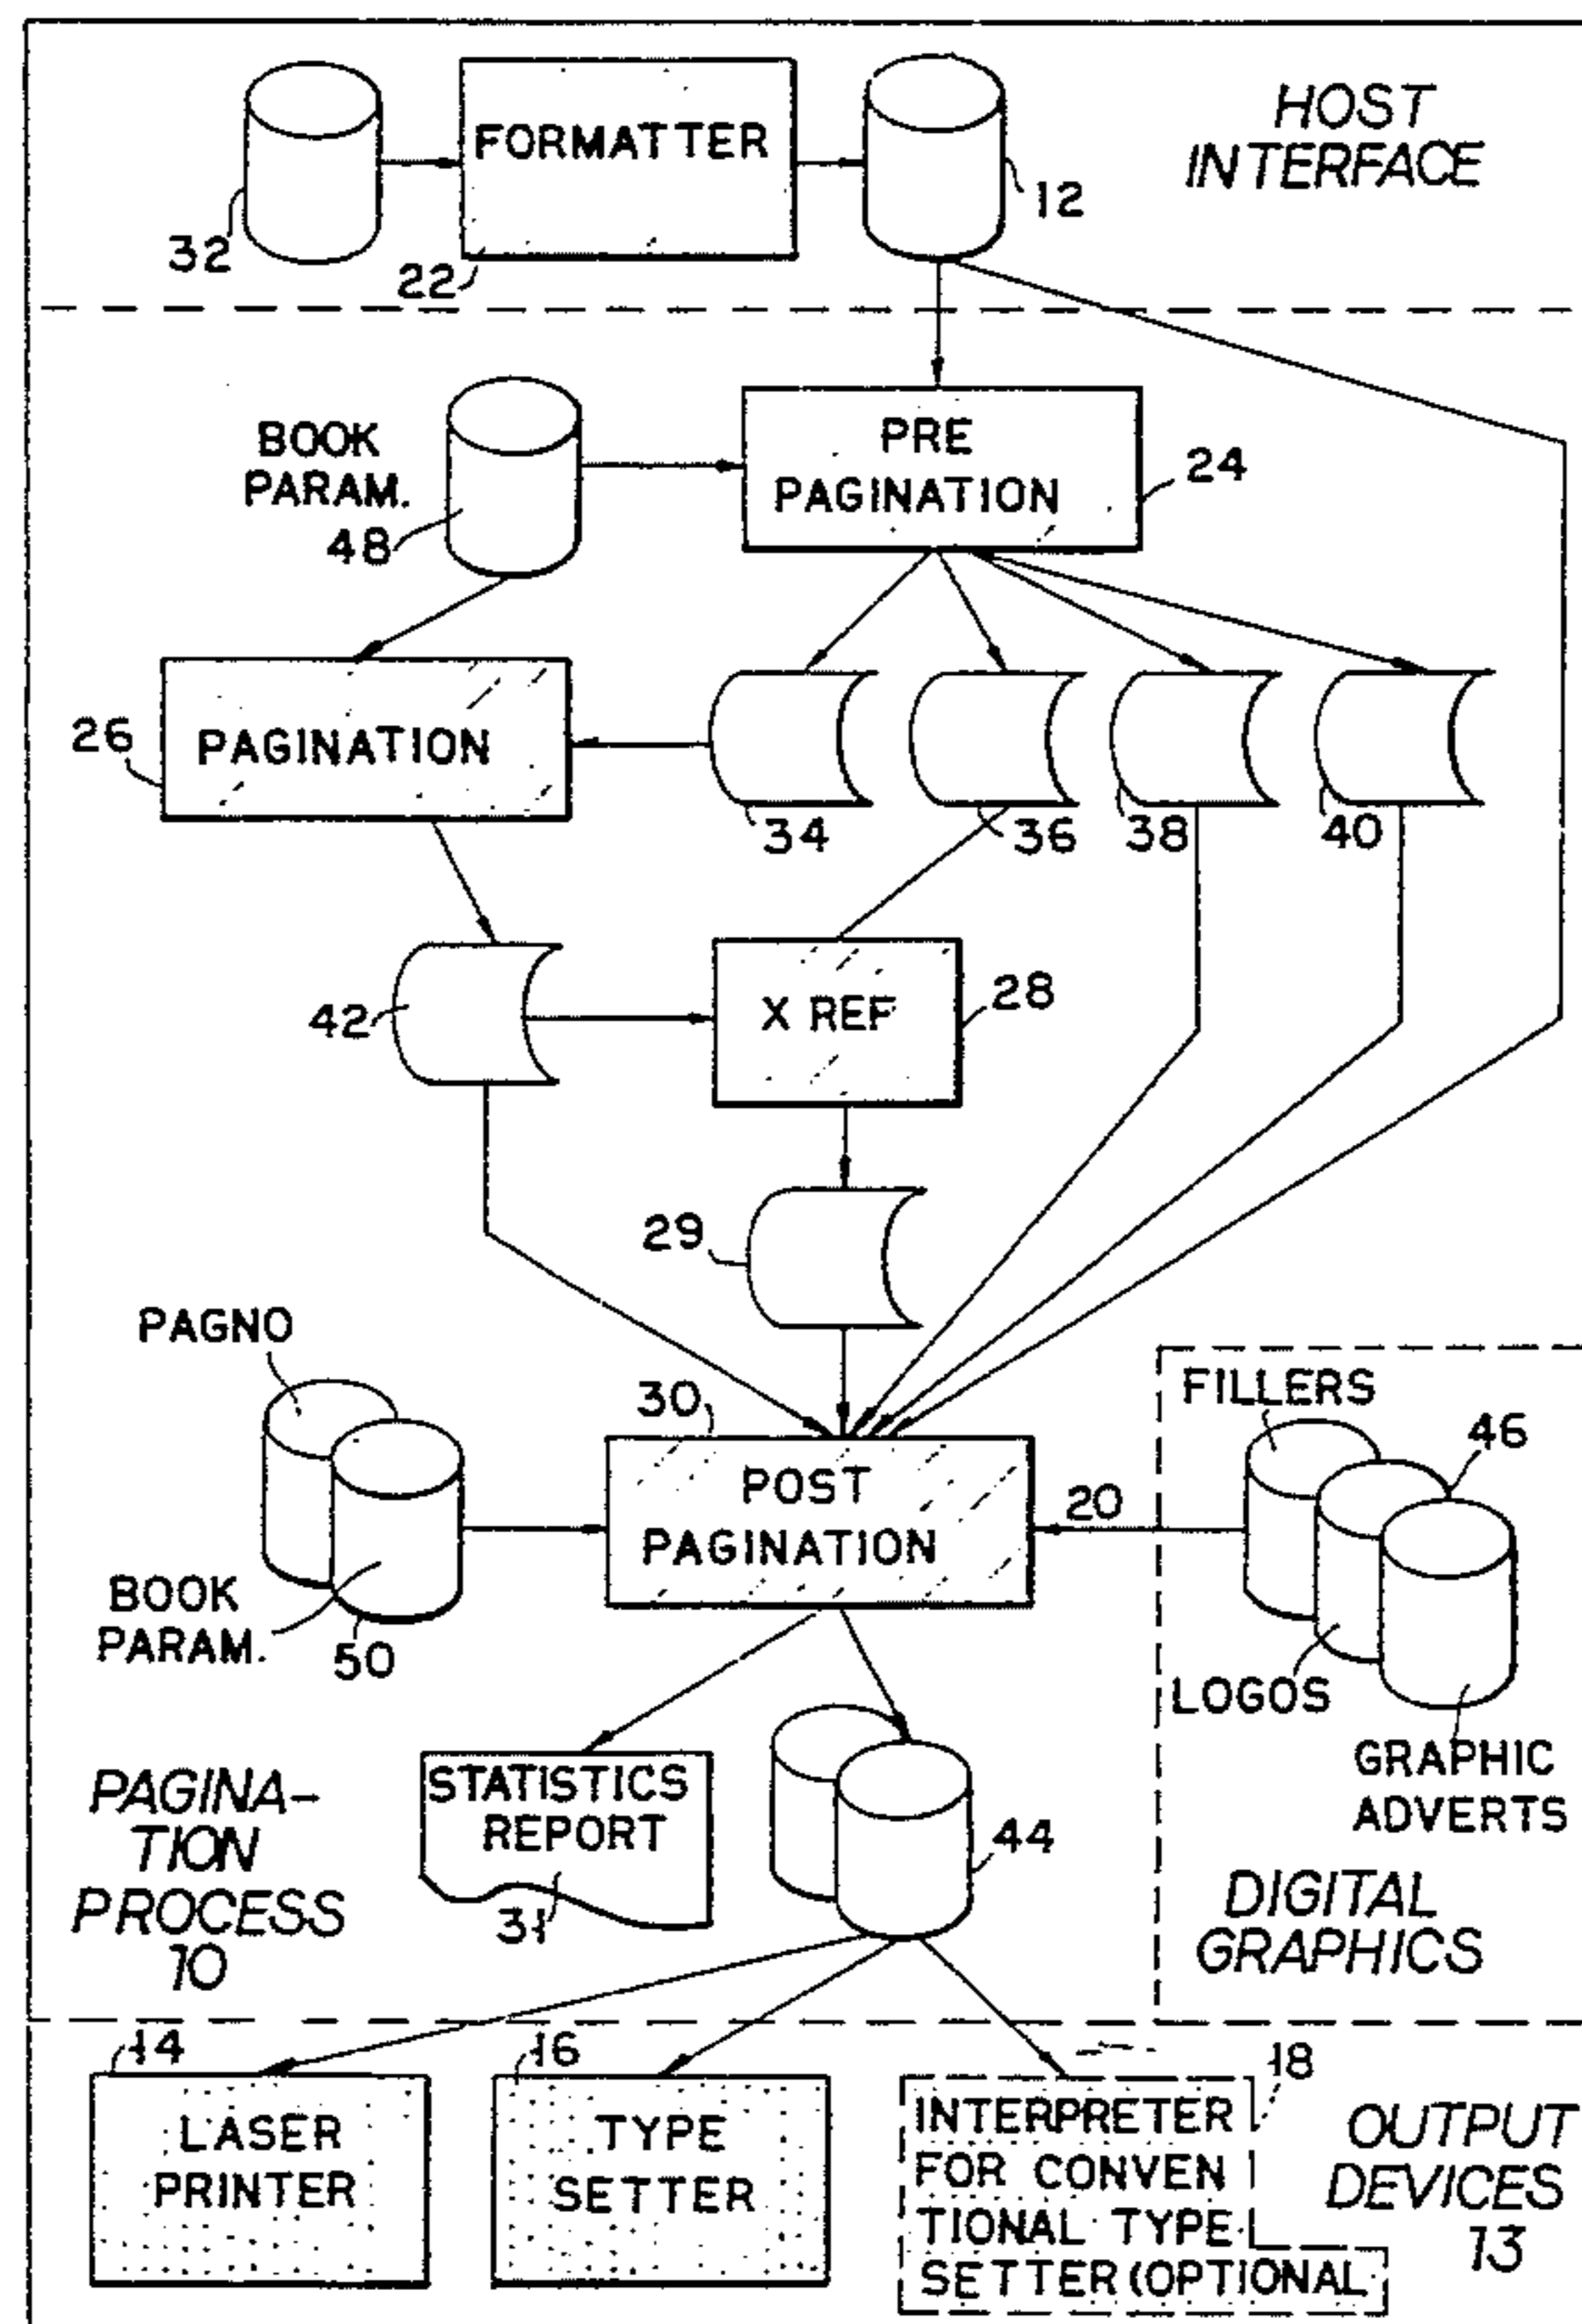 HOST
INTERFACE
FORMATTER
32
22
12
BOOK
PARAM.
48
PRE
PAGINATION
24
26
PAGINATION
34
36
38
40
42
X REF
28
29
PAGNO
30
POST
PAGINATION
20
FILLERS
46
BOOK
PARAM.
50
LOGOS
GRAPHIC
ADVERTS
STATISTICS
REPORT
31
44
PAGINA-
TION
PROCESS
10
DIGITAL
GRAPHICS
14
LASER
PRINTER
16
TYPE
SETTER
18
INTERPRETER
FOR CONVEN
TIONAL TYPE
SETTER (OPTIONAL
OUTPUT
DEVICES
13